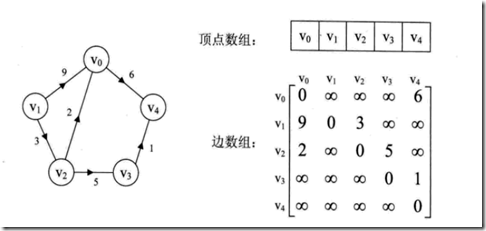 顶点数组: v0 v1 v2 v3 v4
v0 v1 v2 v3 v4
v0 0 ∞ ∞ ∞ 6
边数组: v1 9 0 3 ∞ ∞
v2 2 ∞ 0 5 ∞
v3 ∞ ∞ ∞ 0 1
v4 ∞ ∞ ∞ ∞ 0
v0
9 6
v1 2 v4
3 1
v2 5 v3